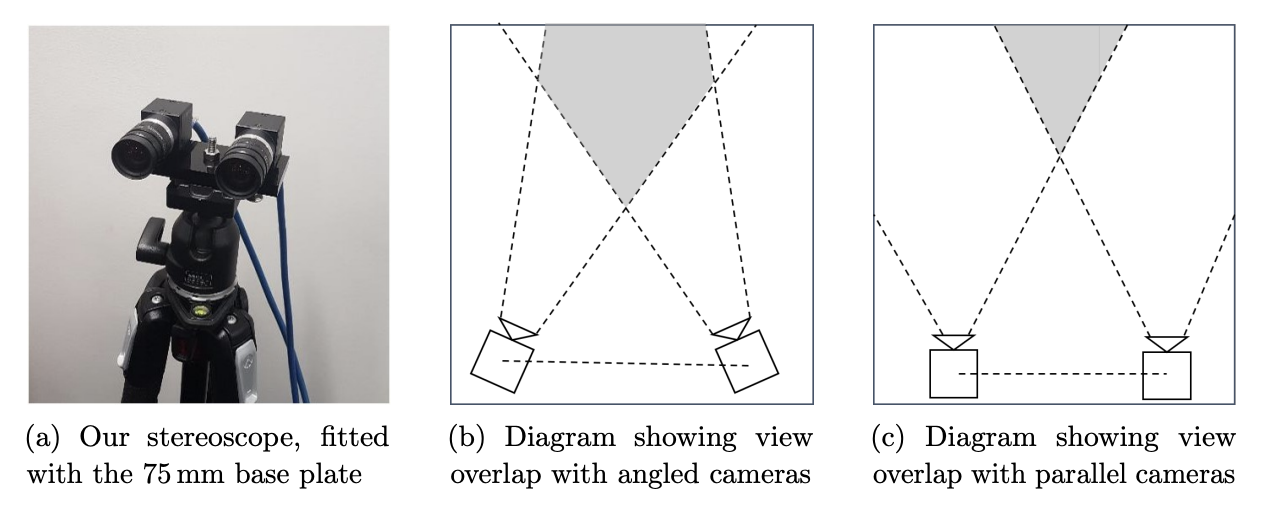 (a) Our stereoscope, fitted
with the 75 mm base plate
(b) Diagram showing view
overlap with angled cameras
(c) Diagram showing view
overlap with parallel cameras